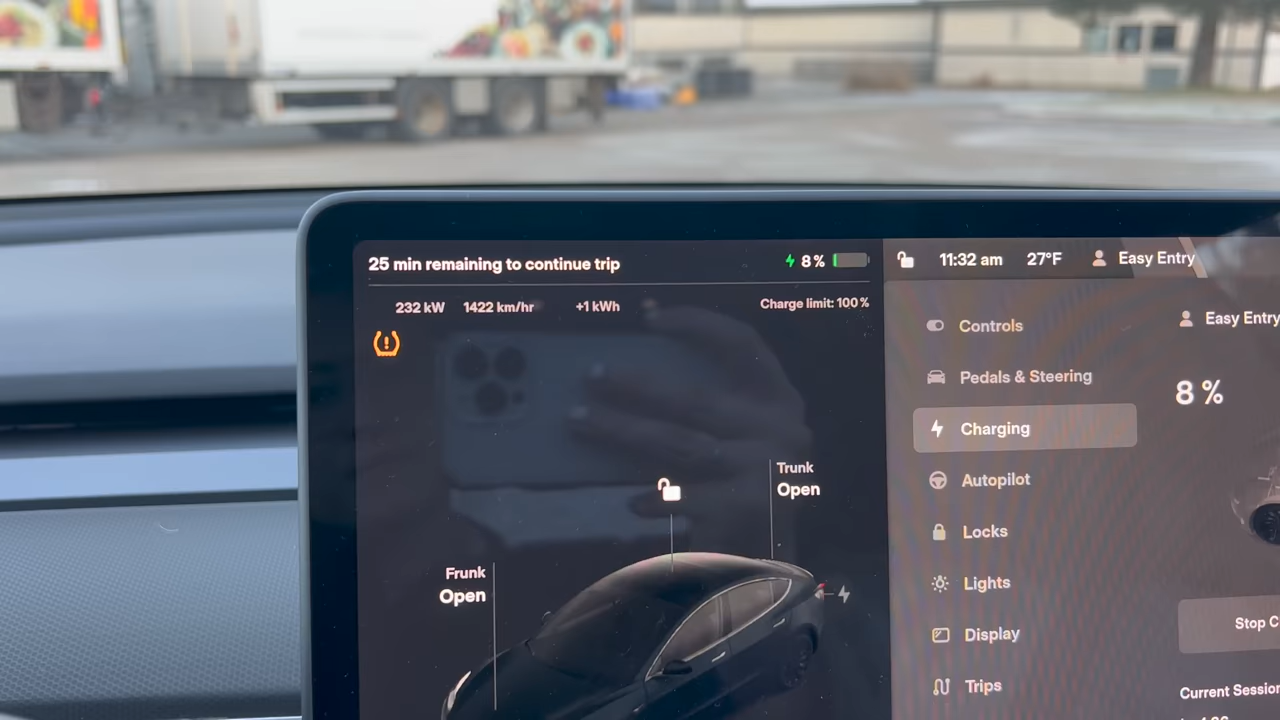 25 min remaining to continue trip
8 %
11:32 am
27°F
Easy Entry
232 kW
1422 km/hr
+1 kWh
Charge limit: 100 %
Controls
Pedals & Steering
Charging
Autopilot
Locks
Lights
Display
Trips
Easy Entry
8 %
Trunk
Open
Frunk
Open
Stop C
Current Session